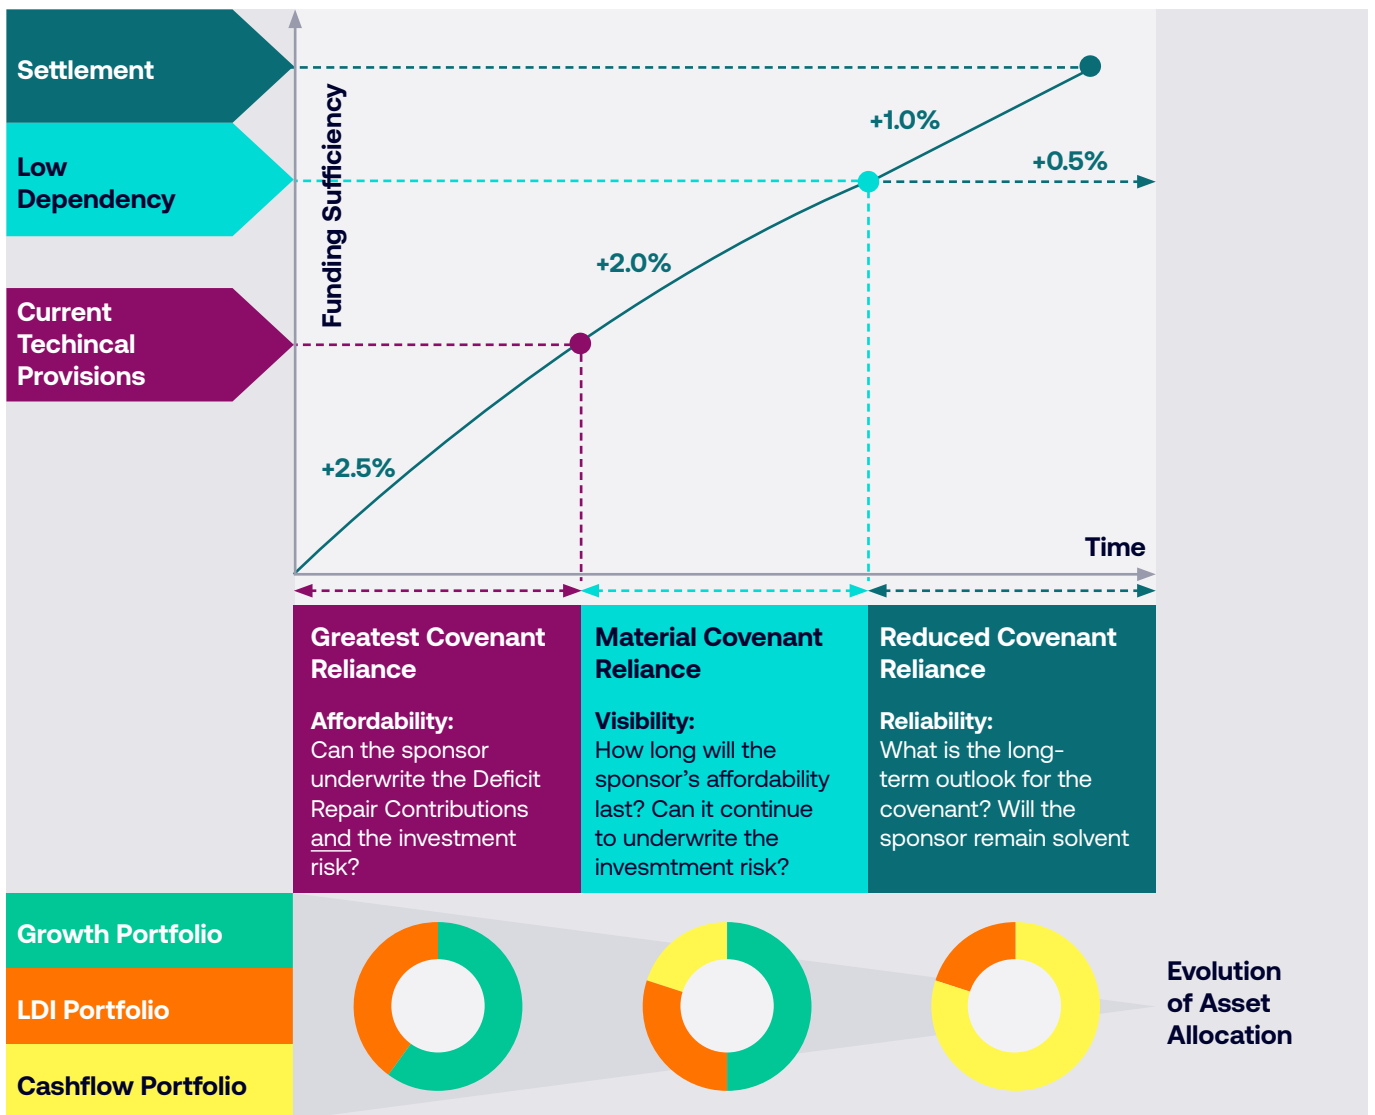 Settlement
Low
Dependency
Current
Techincal
Provisions
Funding Sufficiency
+1.0%
+0.5%
+2.0%
+2.5%
Time
Greatest Covenant
Reliance
Affordability:
Can the sponsor
underwrite the Deficit
Repair Contributions
and the investment
risk?
Material Covenant
Reliance
Visibility:
How long will the
sponsor's affordability
last? Can it continue
to underwrite the
invesmtment risk?
Reduced Covenant
Reliance
Reliability:
What is the long-
term outlook for the
covenant? Will the
sponsor remain solvent
Growth Portfolio
LDI Portfolio
Cashflow Portfolio
Evolution
of Asset
Allocation